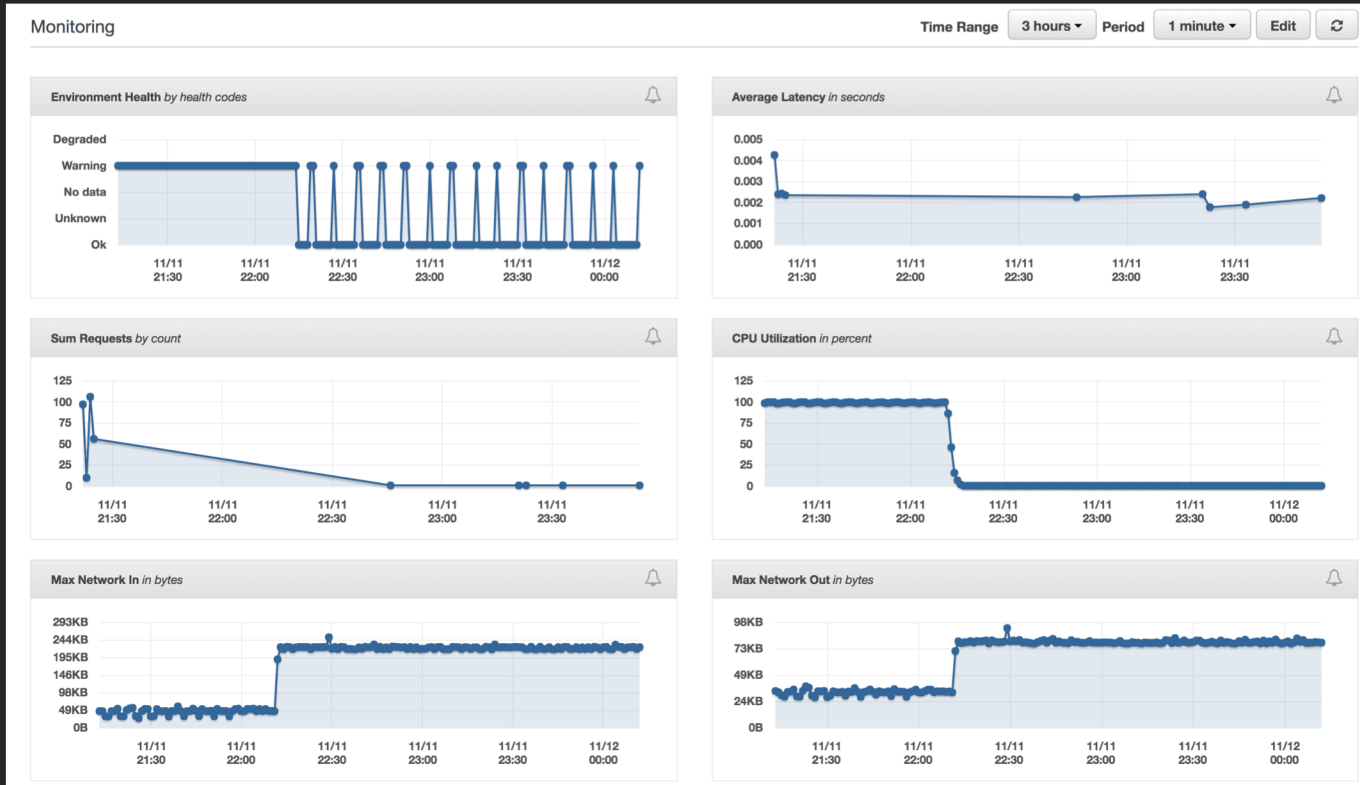 Monitoring
Time Range 3 hours Period 1 minute Edit
Environment Health by health codes
Degraded
Warning
No data
Unknown
Ok
11/11 11/11 11/11 11/11 11/11 11/12
21:30 22:00 22:30 23:00 23:30 00:00
Average Latency in seconds
0.005
0.004
0.003
0.002
0.001
0.000
11/11 11/11 11/11 11/11 11/11
21:30 22:00 22:30 23:00 23:30
Sum Requests by count
125
100
75
50
25
0
11/11 11/11 11/11 11/11 11/11
21:30 22:00 22:30 23:00 23:30
CPU Utilization in percent
125
100
75
50
25
0
11/11 11/11 11/11 11/11 11/11 11/12
21:30 22:00 22:30 23:00 23:30 00:00
Max Network In in bytes
293KB
244KB
195KB
146KB
98KB
49KB
0B
11/11 11/11 11/11 11/11 11/11 11/12
21:30 22:00 22:30 23:00 23:30 00:00
Max Network Out in bytes
98KB
73KB
49KB
24KB
0B
11/11 11/11 11/11 11/11 11/11 11/12
21:30 22:00 22:30 23:00 23:30 00:00